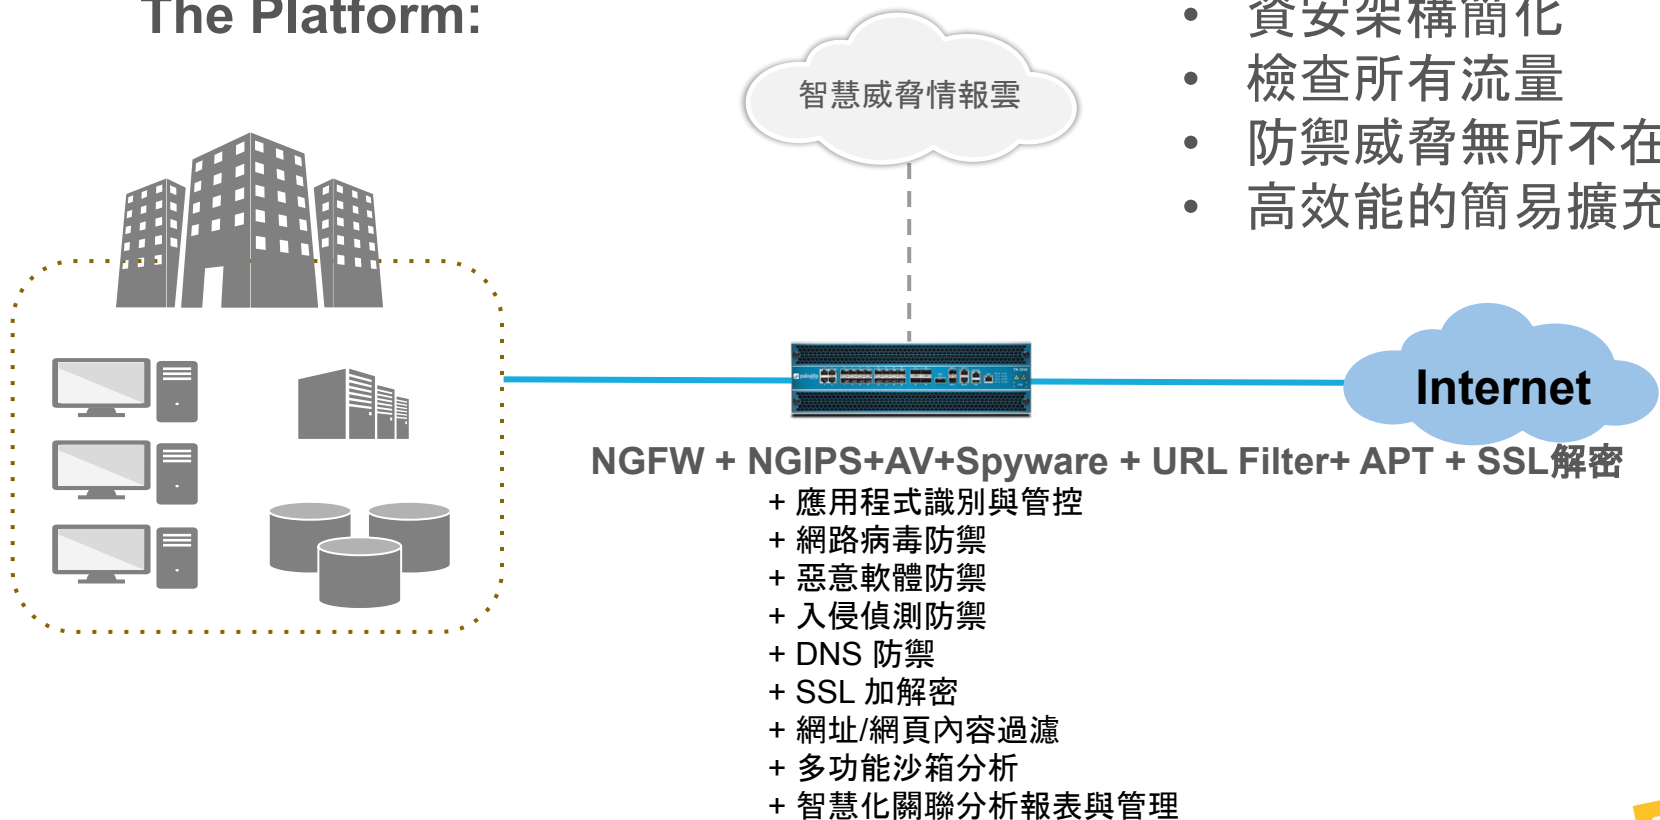 The Platform:
智慧威脅情報雲
• 資安架構簡化
• 檢查所有流量
• 防禦威脅無所不在
• 高效能的簡易擴充
paloalto
Internet
NGFW + NGIPS+AV+Spyware + URL Filter+ APT + SSL解密
+ 應用程式識別與管控
+ 網路病毒防禦
+ 惡意軟體防禦
+ 入侵偵測防禦
+ DNS 防禦
+ SSL 加解密
+ 網址/網頁內容過濾
+ 多功能沙箱分析
+ 智慧化關聯分析報表與管理